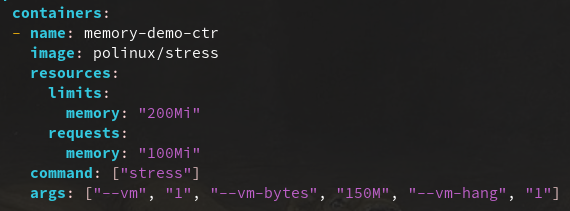 containers:
- name: memory-demo-ctr
  image: polinux/stress
  resources:
    limits:
      memory: "200Mi"
    requests:
      memory: "100Mi"
  command: ["stress"]
  args: ["--vm", "1", "--vm-bytes", "150M", "--vm-hang", "1"]